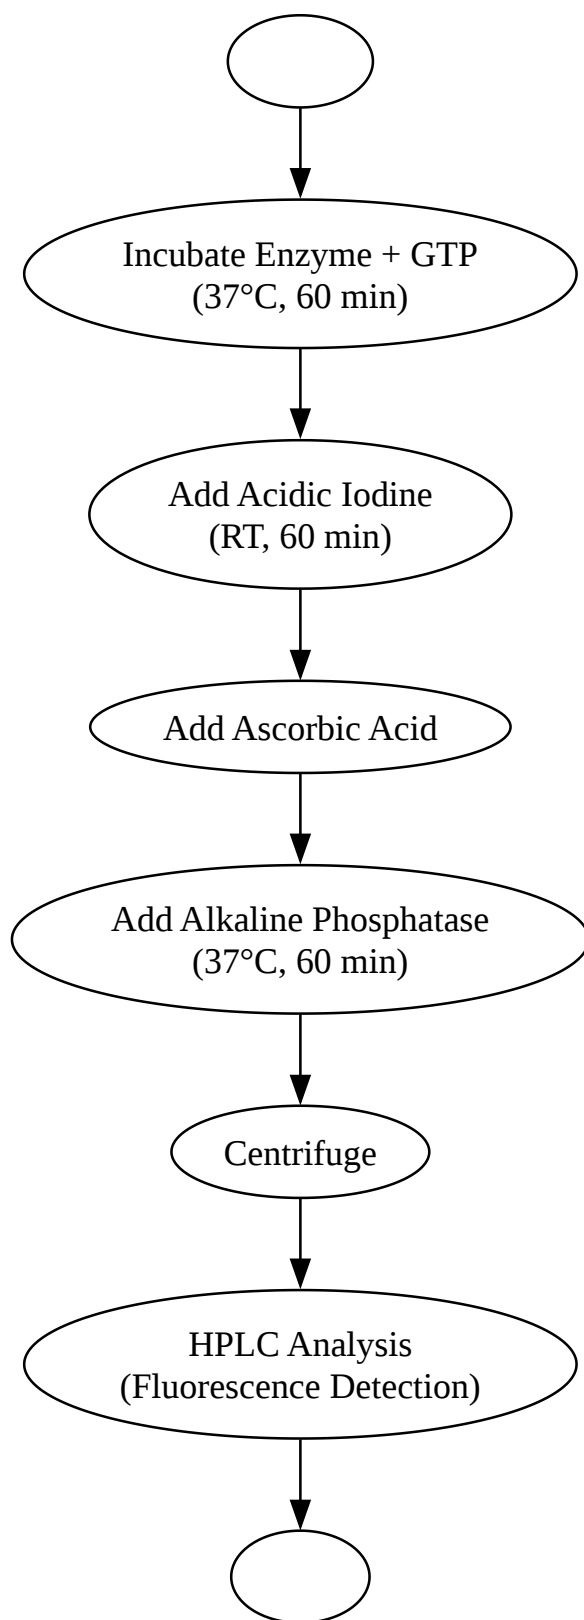 Incubate Enzyme + GTP
(37°C, 60 min)
Add Acidic Iodine
(RT, 60 min)
Add Ascorbic Acid
Add Alkaline Phosphatase
(37°C, 60 min)
Centrifuge
HPLC Analysis
(Fluorescence Detection)